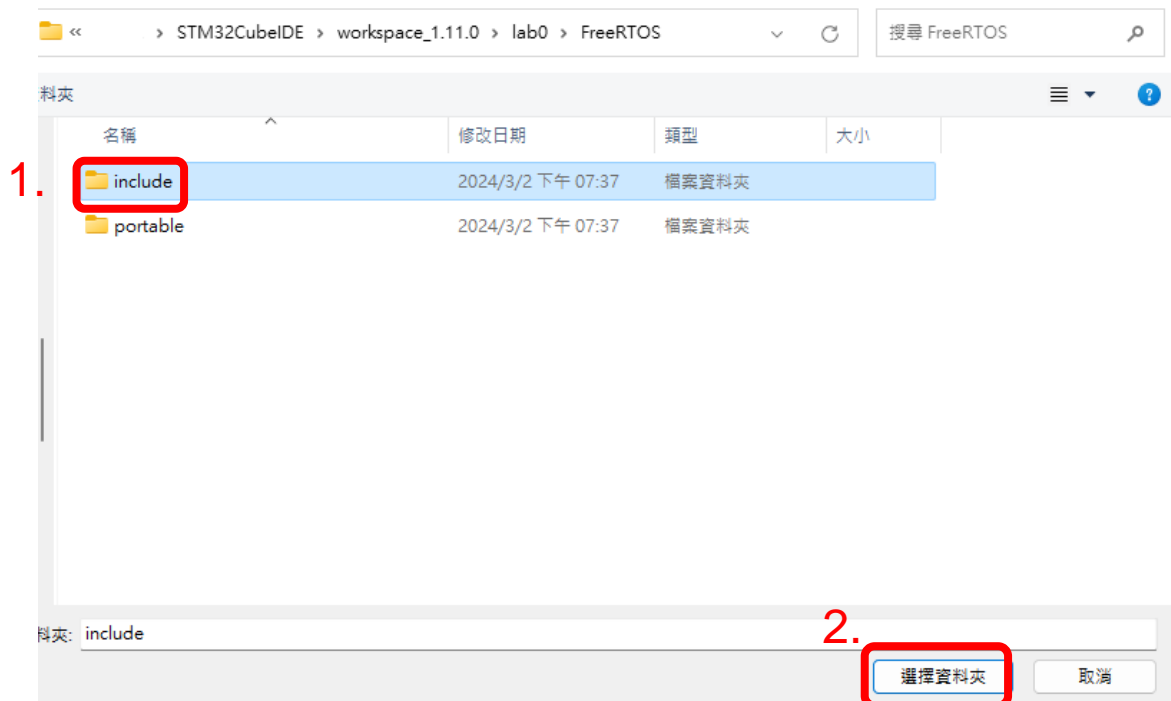 « > STM32CubeIDE > workspace_1.11.0 > lab0 > FreeRTOS
搜尋 FreeRTOS
料夾
?
名稱 修改日期 類型 大小
1.
include 2024/3/2 下午 07:37 檔案資料夾
portable 2024/3/2 下午 07:37 檔案資料夾
料夾: include
2.
選擇資料夾 取消